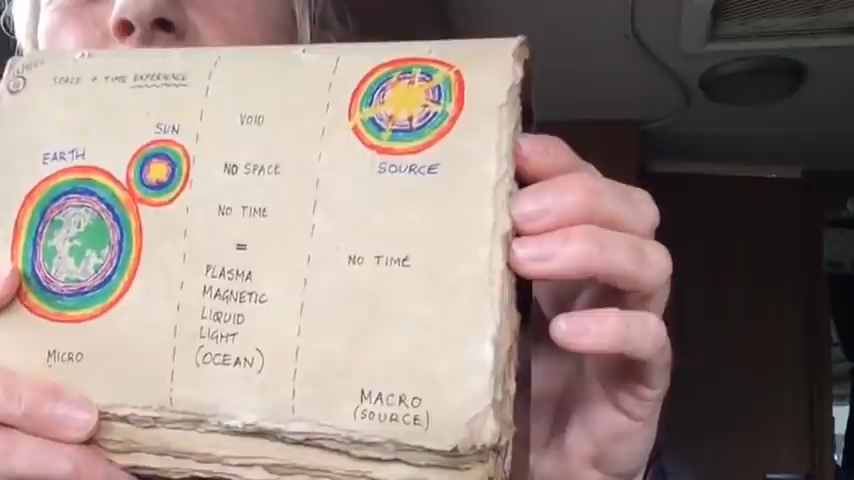 SPACE + TIME EXPERIENCE
SUN
EARTH
MICRO
VOID
NO SPACE
NO TIME
=
PLASMA
MAGNETIC
LIQUID
LIGHT
(OCEAN)
SOURCE
NO TIME
MACRO
(SOURCE)